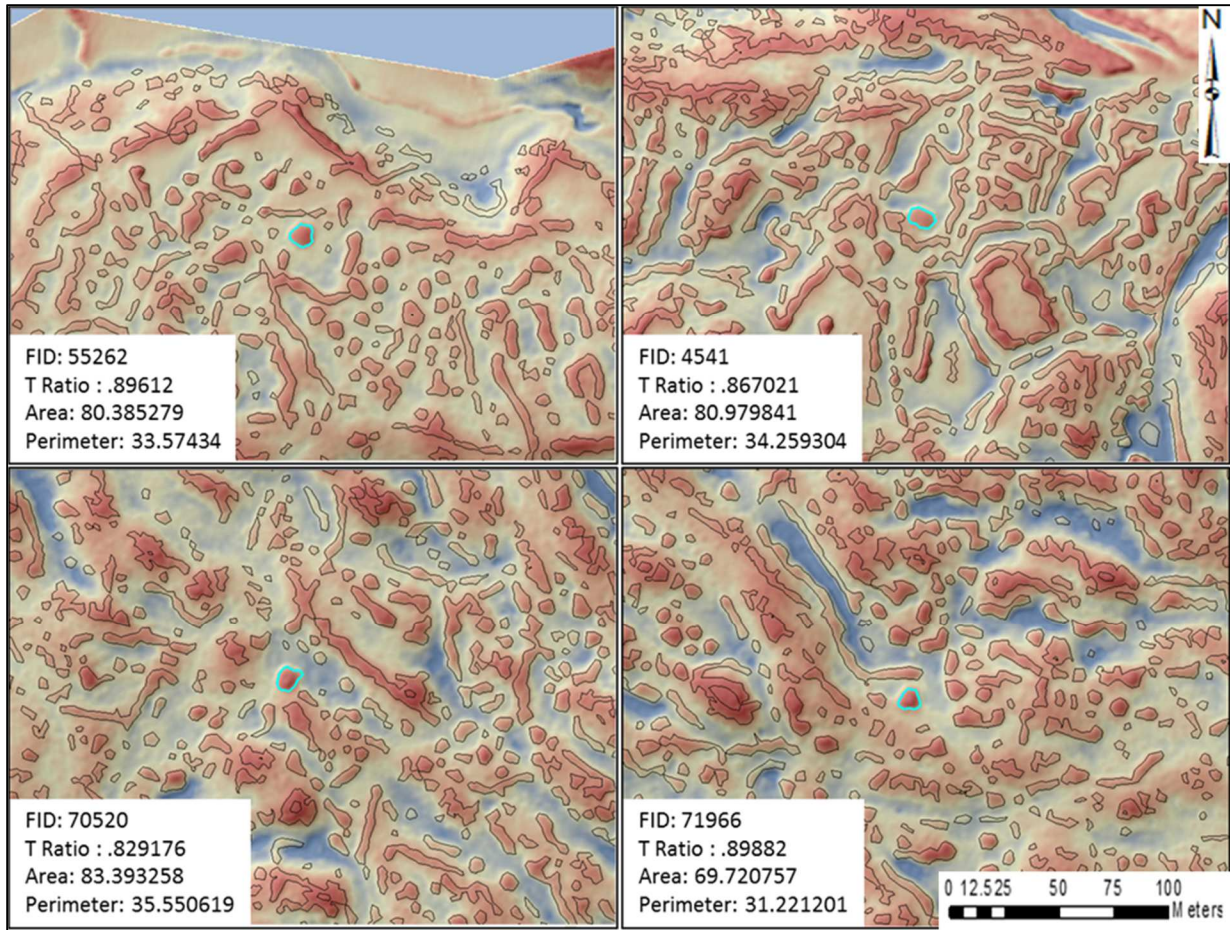 N
FID: 55262
T Ratio : .89612
Area: 80.385279
Perimeter: 33.57434
FID: 4541
T Ratio : .867021
Area: 80.979841
Perimeter: 34.259304
FID: 70520
T Ratio : .829176
Area: 83.393258
Perimeter: 35.550619
FID: 71966
T Ratio : .89882
Area: 69.720757
Perimeter: 31.221201
0 12.525 50 75 100
Meters